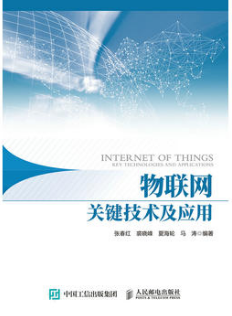 INTERNET OF THINGS
KEY TECHNOLOGIES AND APPLICATIONS
物联网
关键技术及应用
张春红 裘晓峰 夏海轮 马涛 编著
中国工信出版集团 人民邮电出版社
POSTS & TELECOM PRESS